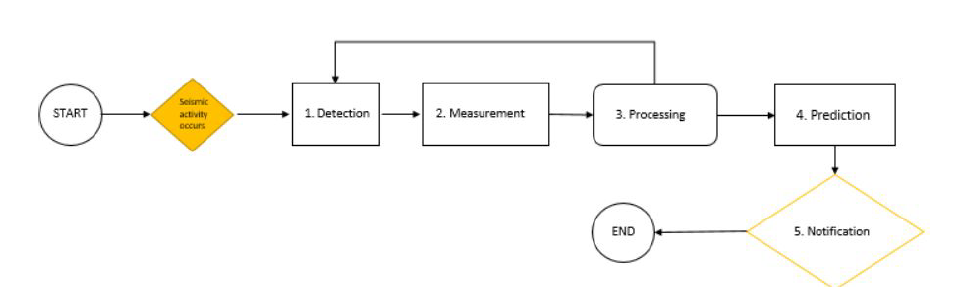 START
Seismic
activity
occurs
1. Detection
2. Measurement
3. Processing
4. Prediction
5. Notification
END